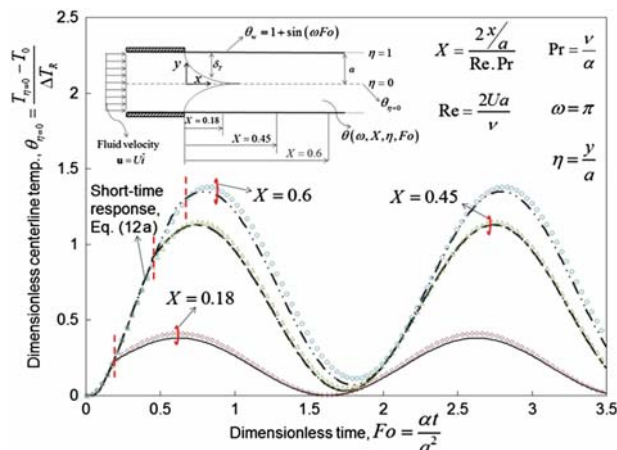 2.5
2
1.5
1
0.5
0
0
0.5
1
1.5
2
2.5
3
3.5
Dimensionless centerline temp., θ_{η=0} = (T_{η=0} − T_0) / ΔT_R
Dimensionless time, Fo = αt / a²
θ_w = 1 + sin(ωFo)
η = 1
η = 0
θ_{η=0}
y
x
δ_T
a
Fluid velocity
u = Uî
X = 0.18
X = 0.45
X = 0.6
θ(ω, X, η, Fo)
X = (2x/a) / (Re.Pr)
Pr = ν/α
Re = 2Ua/ν
ω = π
η = y/a
Short-time
response,
Eq. (12a)
X = 0.6
X = 0.45
X = 0.18